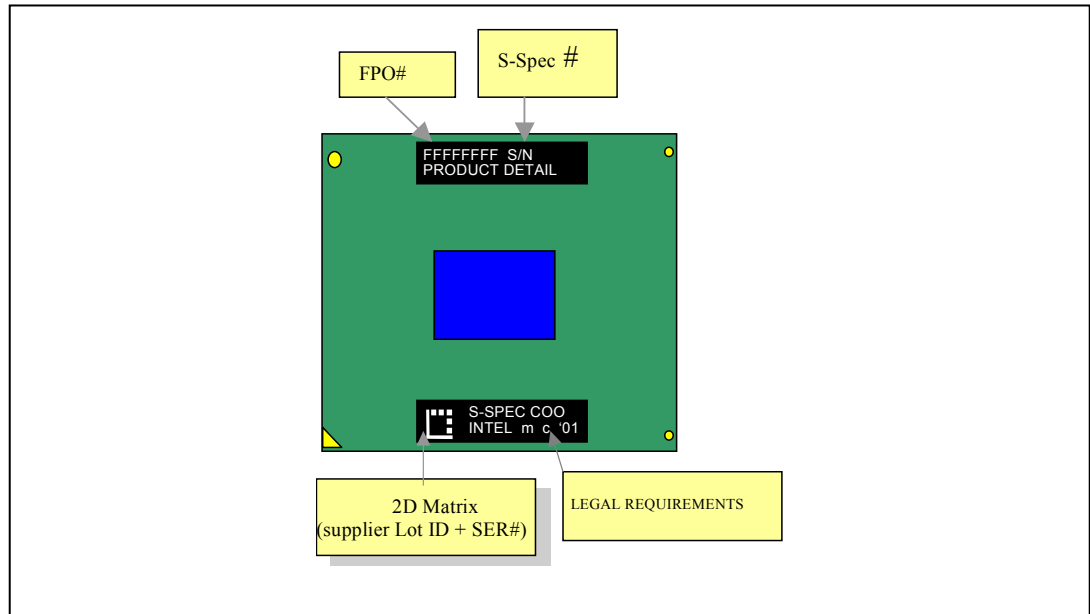 FPO#
S-Spec #
FFFFFFFF S/N
PRODUCT DETAIL
S-SPEC COO
INTEL m c '01
2D Matrix
(supplier Lot ID + SER#)
LEGAL REQUIREMENTS